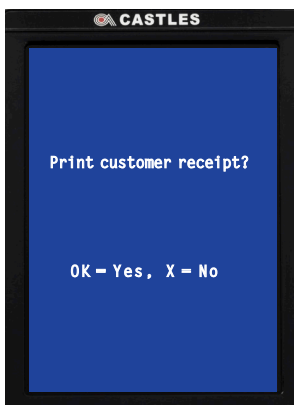 CASTLES
Print customer receipt?
OK - Yes, X - No